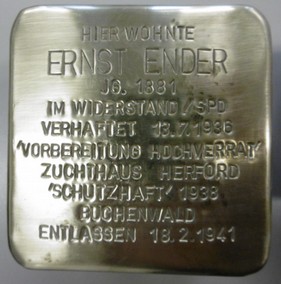 HIER WOHNTE
ERNST ENDER
JG. 1881
IM WIDERSTAND / SPD
VERHAFTET 13.7.1936
'VORBEREITUNG HOCHVERRAT'
ZUCHTHAUS HERFORD
'SCHUTZHAFT' 1938
BUCHENWALD
ENTLASSEN 18.2.1941